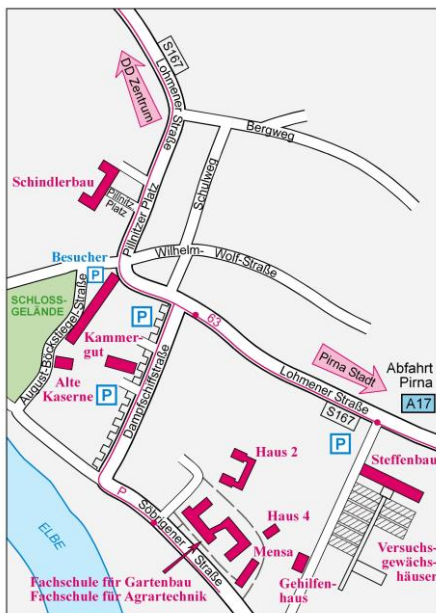 S167
Lohmener
Straße
DD Zentrum
Bergweg
Schulweg
Schindlerbau
Pillnitz.
Platz
Pillnitzer Platz
Besucher
P
Wilhelm-
Wolf-Straße
SCHLOSS-
GELÄNDE
August-Böckstiegel-Straße
P
63
Kammer-
gut
Alte
Kaserne
P
Dampfschiffstraße
Pirna Stadt
Abfahrt
Pirna
A17
Lohmener Straße
S167
P
Steffenbau
Haus 2
P
Söbrigener
Straße
ELBE
Haus 4
Mensa
Gehilfen-
haus
Versuchs-
gewächs-
häuser
Fachschule für Gartenbau
Fachschule für Agrartechnik